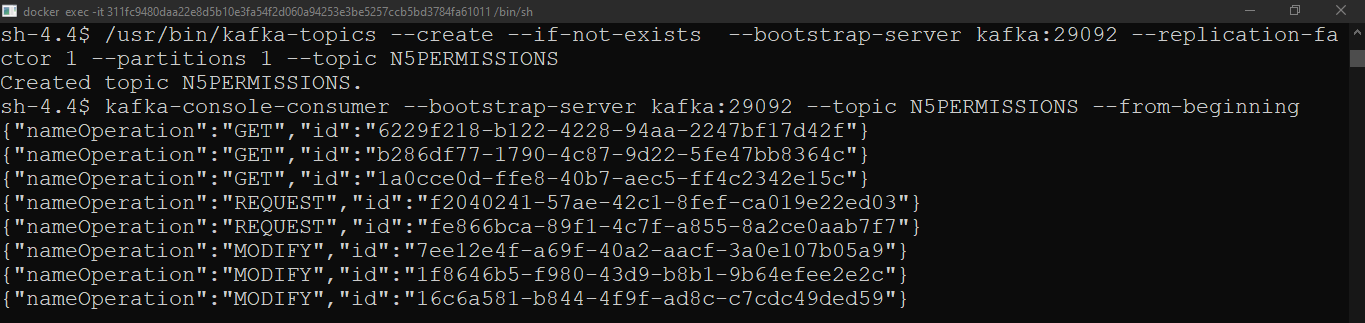 docker exec -it 311fc9480daa22e8d5b10e3fa54f2d060a94253e3be5257ccb5bd3784fa61011 /bin/sh
sh-4.4$ /usr/bin/kafka-topics --create --if-not-exists  --bootstrap-server kafka:29092 --replication-fa
ctor 1 --partitions 1 --topic N5PERMISSIONS
Created topic N5PERMISSIONS.
sh-4.4$ kafka-console-consumer --bootstrap-server kafka:29092 --topic N5PERMISSIONS --from-beginning
{"nameOperation":"GET","id":"6229f218-b122-4228-94aa-2247bf17d42f"}
{"nameOperation":"GET","id":"b286df77-1790-4c87-9d22-5fe47bb8364c"}
{"nameOperation":"GET","id":"1a0cce0d-ffe8-40b7-aec5-ff4c2342e15c"}
{"nameOperation":"REQUEST","id":"f2040241-57ae-42c1-8fef-ca019e22ed03"}
{"nameOperation":"REQUEST","id":"fe866bca-89f1-4c7f-a855-8a2ce0aab7f7"}
{"nameOperation":"MODIFY","id":"7ee12e4f-a69f-40a2-aacf-3a0e107b05a9"}
{"nameOperation":"MODIFY","id":"1f8646b5-f980-43d9-b8b1-9b64efee2e2c"}
{"nameOperation":"MODIFY","id":"16c6a581-b844-4f9f-ad8c-c7cdc49ded59"}